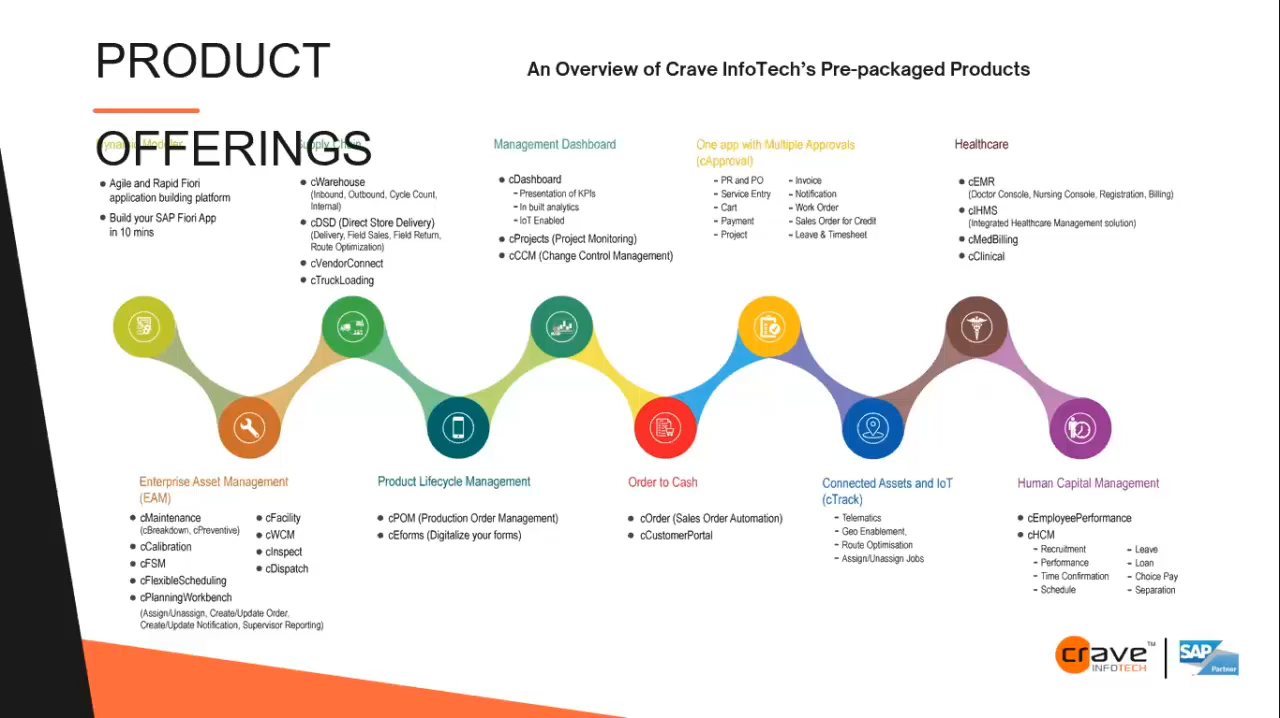 PRODUCT
OFFERINGS
An Overview of Crave InfoTech's Pre-packaged Products
Dynamic Modeler
• Agile and Rapid Fiori
application building platform
• Build your SAP Fiori App
in 10 mins
Supply Chain
• cWarehouse
(Inbound, Outbound, Cycle Count,
Internal)
• cDSD (Direct Store Delivery)
(Delivery, Field Sales, Field Return,
Route Optimization)
• cVendorConnect
• cTruckLoading
Management Dashboard
• cDashboard
- Presentation of KPIs
- In built analytics
- IoT Enabled
• cProjects (Project Monitoring)
• cCCM (Change Control Management)
One app with Multiple Approvals
(cApproval)
- PR and PO
- Service Entry
- Cart
- Payment
- Project
- Invoice
- Notification
- Work Order
- Sales Order for Credit
- Leave & Timesheet
Healthcare
• cEMR
(Doctor Console, Nursing Console, Registration, Billing)
• cIHMS
(Integrated Healthcare Management solution)
• cMedBilling
• cClinical
Enterprise Asset Management
(EAM)
• cMaintenance
(cBreakdown, cPreventive)
• cCalibration
• cFSM
• cFlexibleScheduling
• cPlanningWorkbench
(Assign/Unassign, Create/Update Order,
Create/Update Notification, Supervisor Reporting)
• cFacility
• cWCM
• cInspect
• cDispatch
Product Lifecycle Management
• cPOM (Production Order Management)
• cEforms (Digitalize your forms)
Order to Cash
• cOrder (Sales Order Automation)
• cCustomerPortal
Connected Assets and IoT
(cTrack)
- Telematics
- Geo Enablement,
- Route Optimisation
- Assign/Unassign Jobs
Human Capital Management
• cEmployeePerformance
• cHCM
- Recruitment
- Performance
- Time Confirmation
- Schedule
- Leave
- Loan
- Choice Pay
- Separation
crave TM
INFOTECH
SAP
Partner